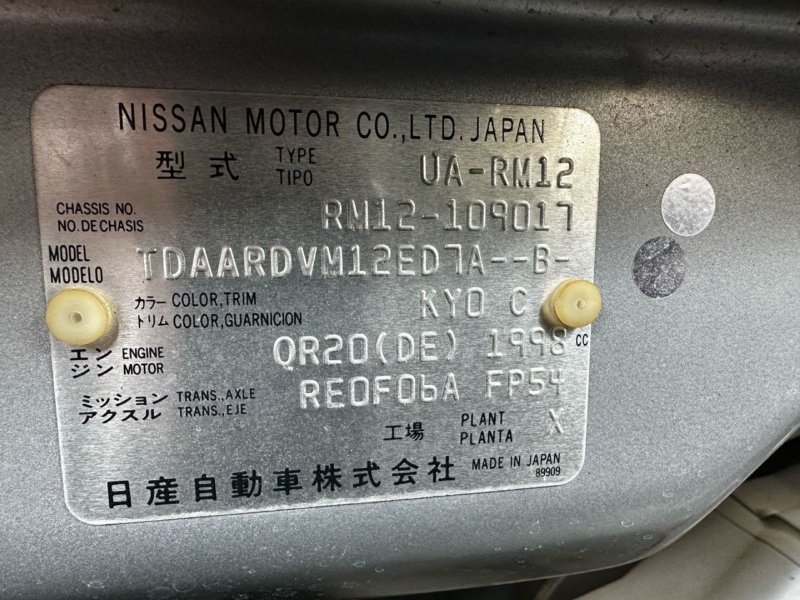 NISSAN MOTOR CO.,LTD. JAPAN
型式 TYPE TIPO UA-RM12
CHASSIS NO. NO. DE CHASIS RM12-109017
MODEL MODELO TDAARDVM12ED7A--B-
カラー COLOR,TRIM KY0 C
トリム COLOR,GUARNICION
エンジン ENGINE MOTOR QR20(DE) 1998 CC
ミッション TRANS.,AXLE RE0F06A FP54
アクスル TRANS.,EJE
工場 PLANT PLANTA X
日産自動車株式会社 MADE IN JAPAN
89909